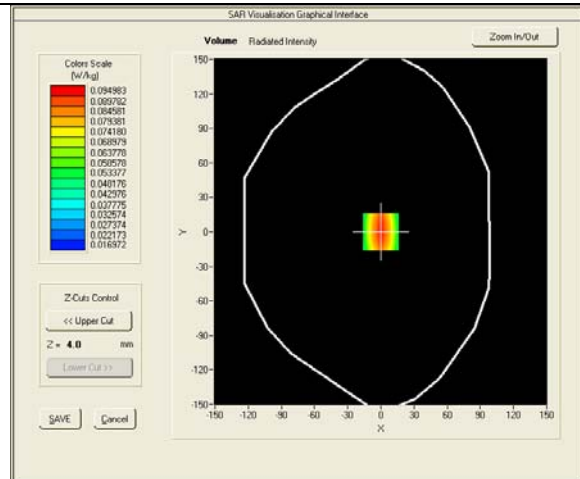 SAR Visualisation Graphical Interface
Volume Radiated Intensity
Zoom In/Out
Colors Scale
(W/kg)
0.094983
0.089782
0.084581
0.079381
0.074180
0.068979
0.063778
0.058578
0.053377
0.048176
0.042976
0.037775
0.032574
0.027374
0.022173
0.016972
Z-Cuts Control
<< Upper Cut
Z = 4.0 mm
Lower Cut >>
SAVE
Cancel
150
120
90
60
30
0
-30
-60
-90
-120
-150
Y
-150 -120 -90 -60 -30 0 30 60 90 120 150
X